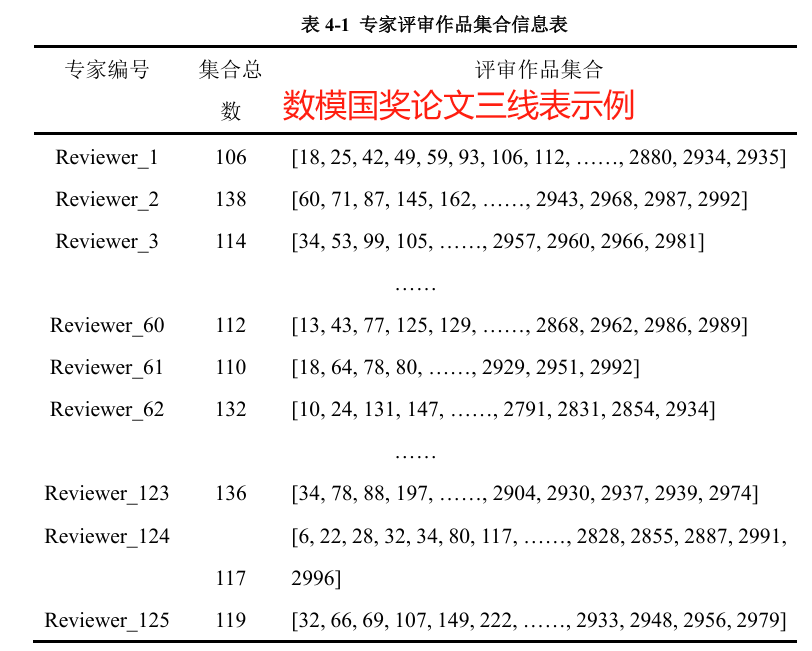 表 4-1 专家评审作品集合信息表
专家编号 集合总 评审作品集合
数 数模国奖论文三线表示例
Reviewer_1 106 [18, 25, 42, 49, 59, 93, 106, 112, ……, 2880, 2934, 2935]
Reviewer_2 138 [60, 71, 87, 145, 162, ……, 2943, 2968, 2987, 2992]
Reviewer_3 114 [34, 53, 99, 105, ……, 2957, 2960, 2966, 2981]
……
Reviewer_60 112 [13, 43, 77, 125, 129, ……, 2868, 2962, 2986, 2989]
Reviewer_61 110 [18, 64, 78, 80, ……, 2929, 2951, 2992]
Reviewer_62 132 [10, 24, 131, 147, ……, 2791, 2831, 2854, 2934]
……
Reviewer_123 136 [34, 78, 88, 197, ……, 2904, 2930, 2937, 2939, 2974]
Reviewer_124 [6, 22, 28, 32, 34, 80, 117, ……, 2828, 2855, 2887, 2991,
117 2996]
Reviewer_125 119 [32, 66, 69, 107, 149, 222, ……, 2933, 2948, 2956, 2979]